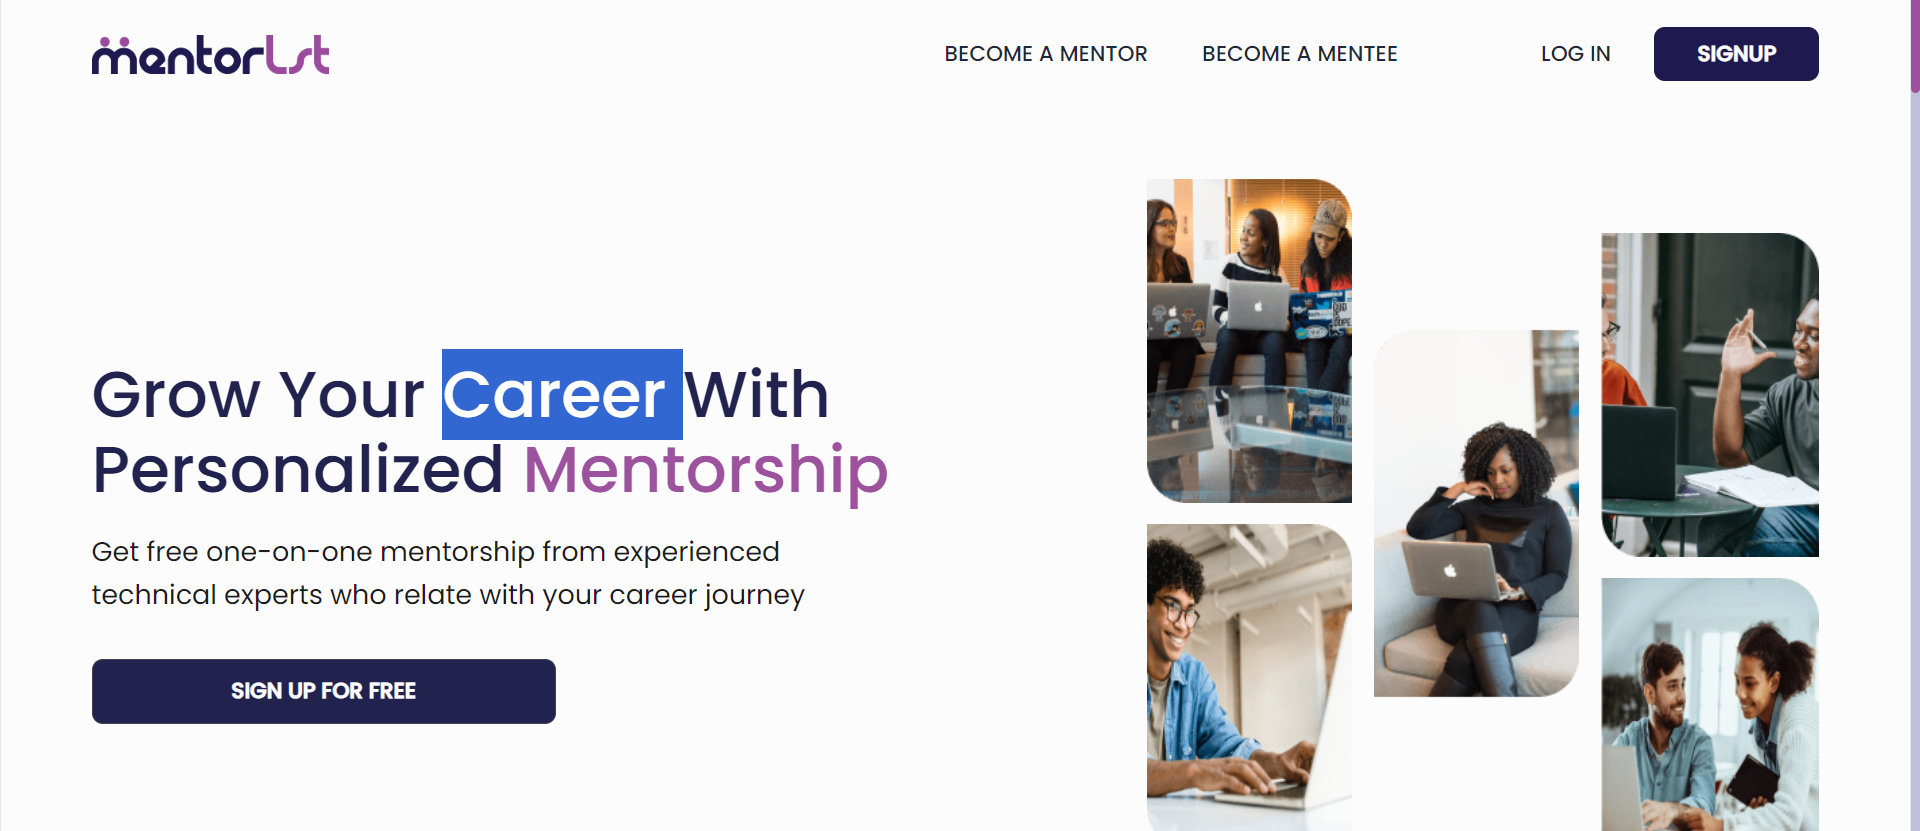 mentorlst
BECOME A MENTOR
BECOME A MENTEE
LOG IN
SIGNUP
Grow Your Career With
Personalized Mentorship
Get free one-on-one mentorship from experienced
technical experts who relate with your career journey
SIGN UP FOR FREE